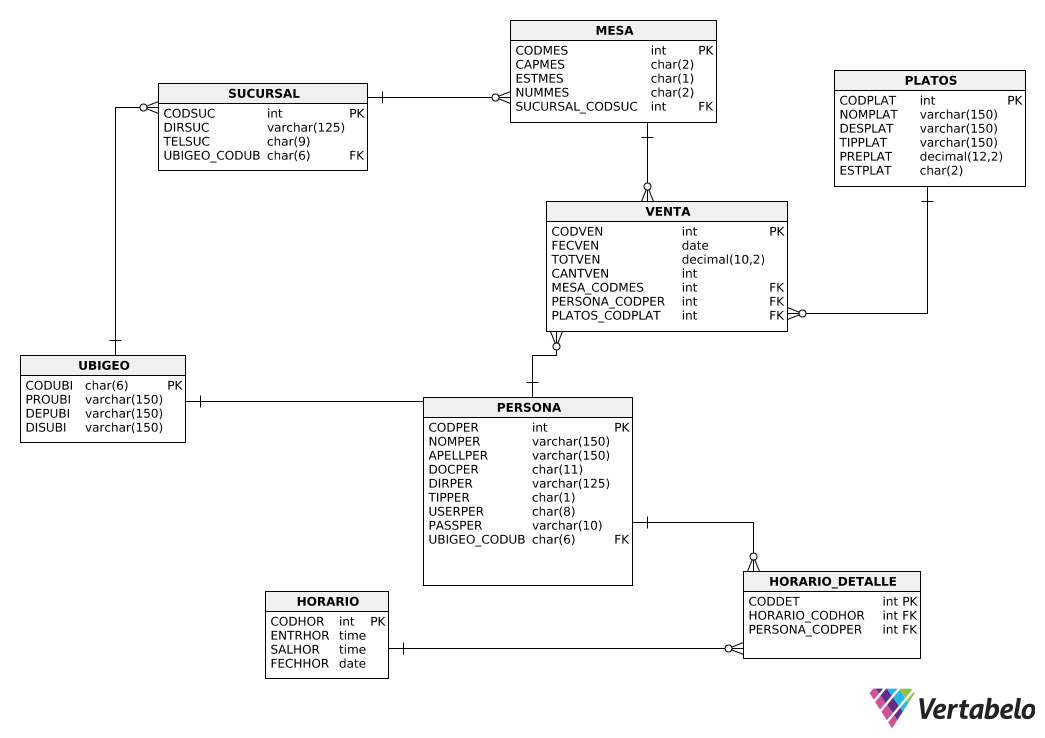 MESA
CODMES int PK
CAPMES char(2)
ESTMES char(1)
NUMMES char(2)
SUCURSAL_CODSUC int FK
SUCURSAL
CODSUC int PK
DIRSUC varchar(125)
TELSUC char(9)
UBIGEO_CODUB char(6) FK
PLATOS
CODPLAT int PK
NOMPLAT varchar(150)
DESPLAT varchar(150)
TIPPLAT varchar(150)
PREPLAT decimal(12,2)
ESTPLAT char(2)
VENTA
CODVEN int PK
FECVEN date
TOTVEN decimal(10,2)
CANTVEN int
MESA_CODMES int FK
PERSONA_CODPER int FK
PLATOS_CODPLAT int FK
UBIGEO
CODUBI char(6) PK
PROUBI varchar(150)
DEPUBI varchar(150)
DISUBI varchar(150)
PERSONA
CODPER int PK
NOMPER varchar(150)
APELLPER varchar(150)
DOCPER char(11)
DIRPER varchar(125)
TIPPER char(1)
USERPER char(8)
PASSPER varchar(10)
UBIGEO_CODUB char(6) FK
HORARIO
CODHOR int PK
ENTRHOR time
SALHOR time
FECHHOR date
HORARIO_DETALLE
CODDET int PK
HORARIO_CODHOR int FK
PERSONA_CODPER int FK
Vertabelo